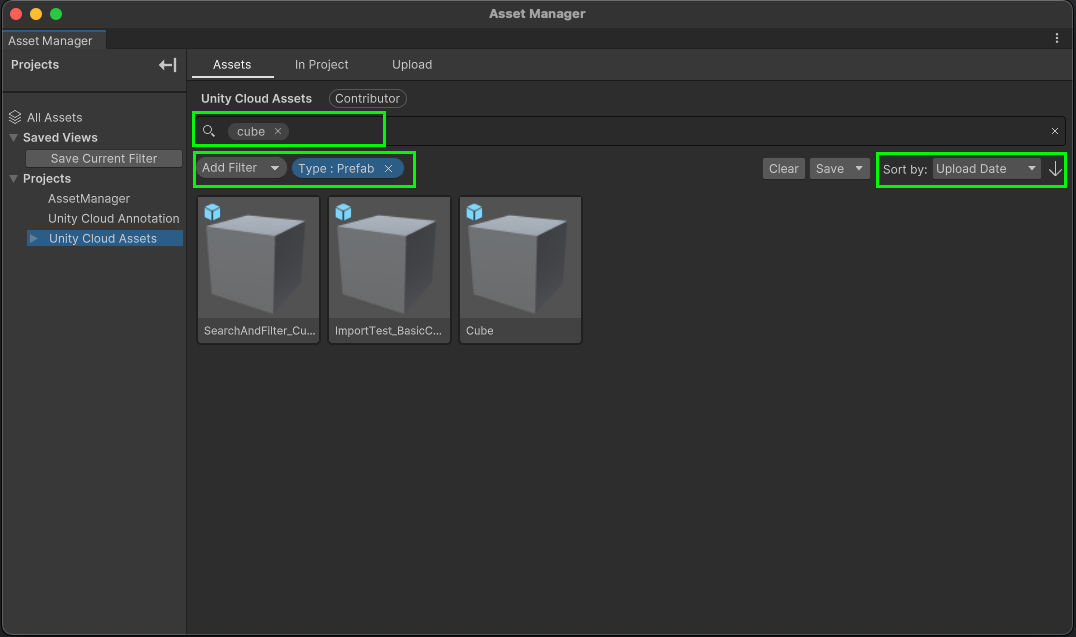 Asset Manager
Asset Manager
Projects
All Assets
Saved Views
Save Current Filter
Projects
AssetManager
Unity Cloud Annotation
Unity Cloud Assets
Assets In Project Upload
Unity Cloud Assets Contributor
cube
Add Filter Type : Prefab Clear Save Sort by: Upload Date
SearchAndFilter_Cu... ImportTest_BasicC... Cube